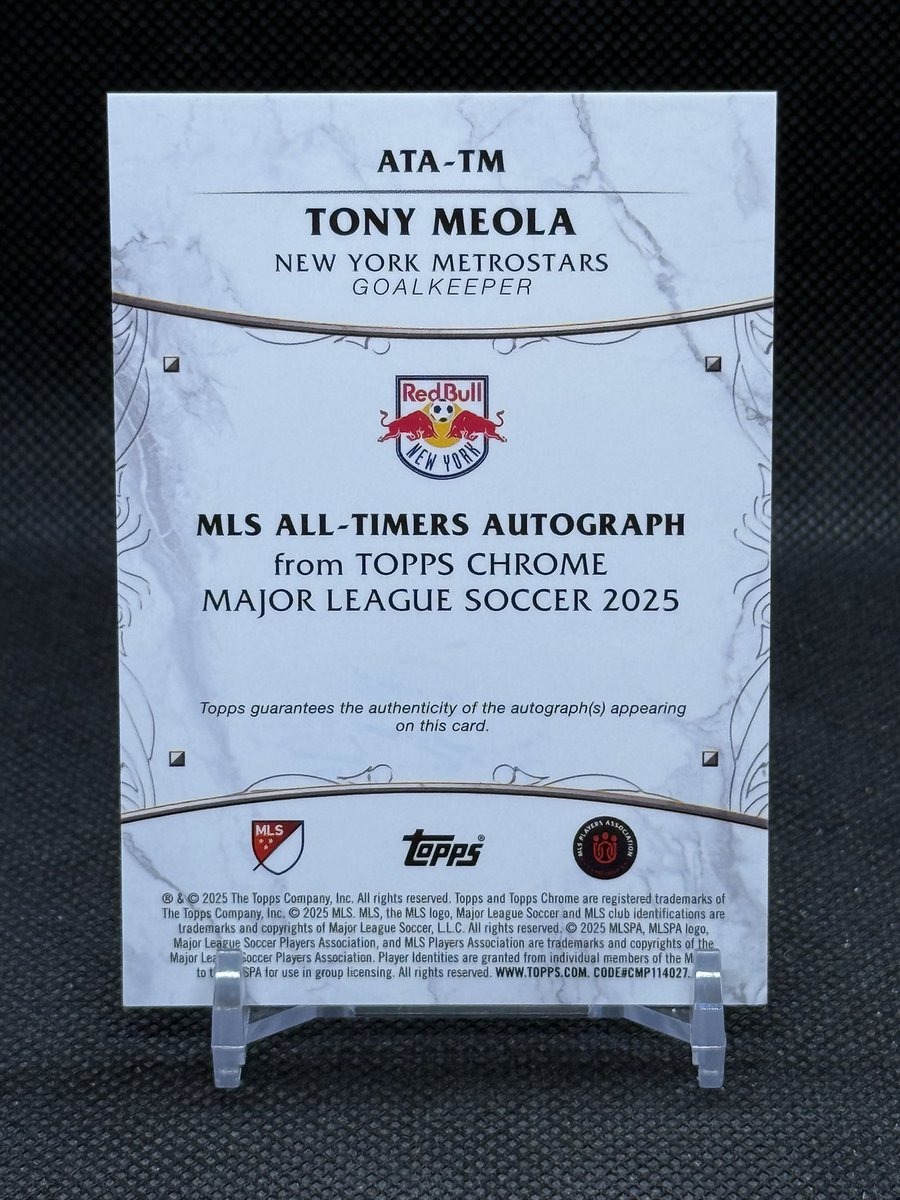 ATA-TM
TONY MEOLA
NEW YORK METROSTARS
GOALKEEPER
Red Bull
NEW YORK
MLS ALL-TIMERS AUTOGRAPH
from TOPPS CHROME
MAJOR LEAGUE SOCCER 2025
Topps guarantees the authenticity of the autograph(s) appearing
on this card.
MLS
topps®
MLS PLAYERS ASSOCIATION
® & © 2025 The Topps Company, Inc. All rights reserved. Topps and Topps Chrome are registered trademarks of
The Topps Company, Inc. © 2025 MLS. MLS, the MLS logo, Major League Soccer and MLS club identifications are
trademarks and copyrights of Major League Soccer, L.L.C. All rights reserved. © 2025 MLSPA, MLSPA logo,
Major League Soccer Players Association, and MLS Players Association are trademarks and copyrights of the
Major Soccer Players Association. Player Identities are granted from individual members of the
to for use in group licensing. All rights reserved. WWW.TOPPS.COM. CODE#CMP114027.